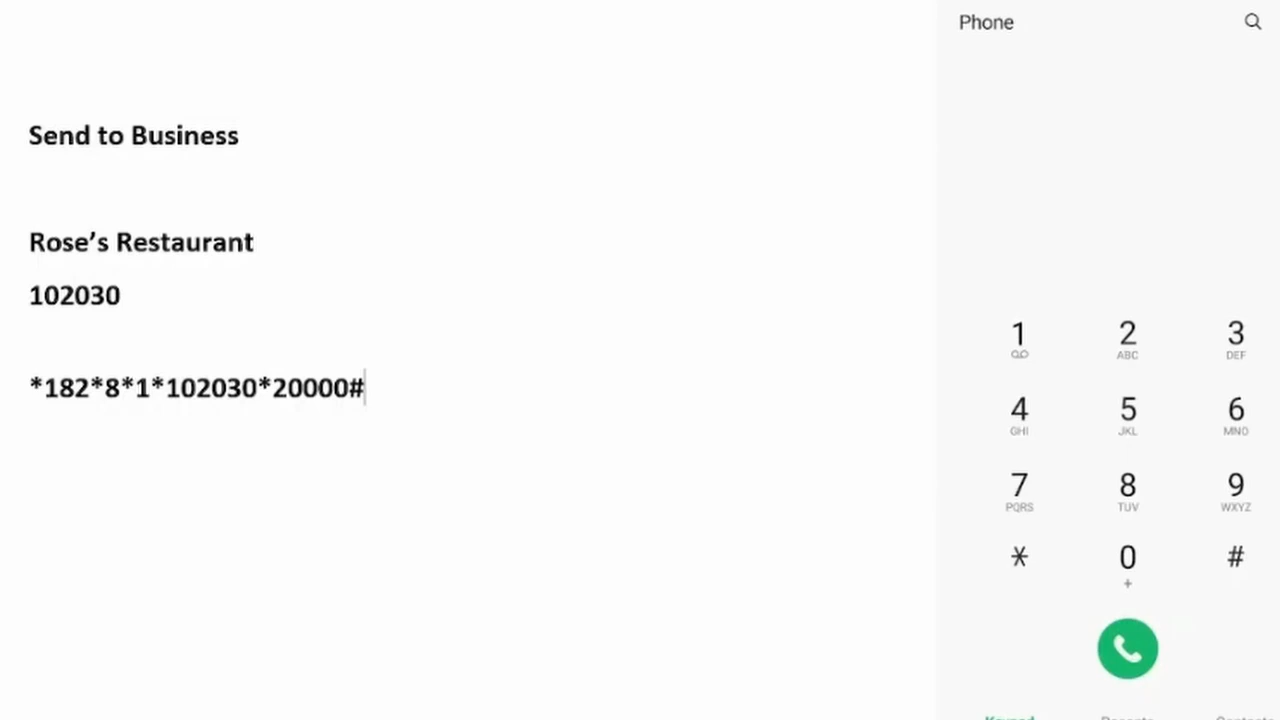 Phone
Send to Business
Rose’s Restaurant
102030
*182*8*1*102030*20000#
1
2
ABC
3
DEF
4
GHI
5
JKL
6
MNO
7
PQRS
8
TUV
9
WXYZ
*
0
+
#